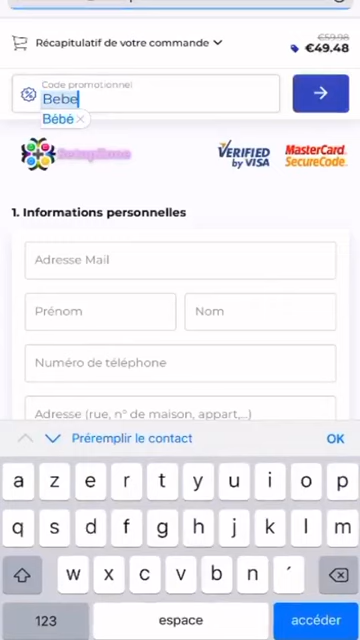 Récapitulatif de votre commande
€59.98
€49.48
Code promotionnel
Bebe
Bébé
VERIFIED
by VISA
MasterCard.
SecureCode.
1. Informations personnelles
Adresse Mail
Prénom
Nom
Numéro de téléphone
Adresse (rue, n° de maison, appart,...)
Préremplir le contact
OK
a z e r t y u i o p
q s d f g h j k l m
w x c v b n ´
123
espace
accéder